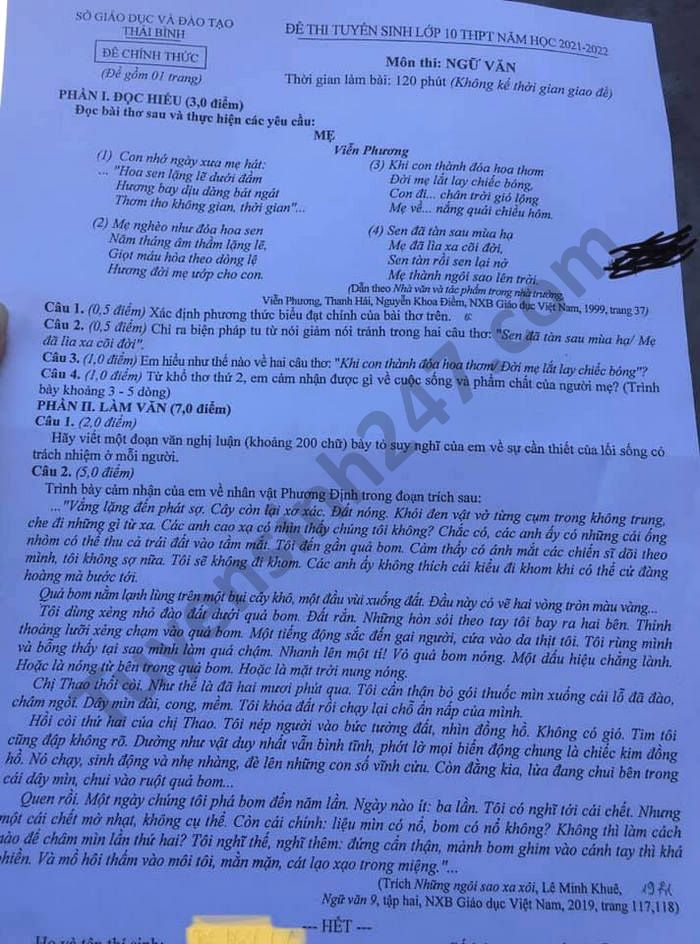 SỞ GIÁO DỤC VÀ ĐÀO TẠO
THÁI BÌNH
ĐỀ CHÍNH THỨC
(Đề gồm 01 trang)
ĐỀ THI TUYỂN SINH LỚP 10 THPT NĂM HỌC 2021-2022
Môn thi: NGỮ VĂN
Thời gian làm bài: 120 phút (Không kể thời gian giao đề)
PHẦN I. ĐỌC HIỂU (3,0 điểm)
Đọc bài thơ sau và thực hiện các yêu cầu:
MẸ
Viễn Phương
(1) Con nhớ ngày xưa mẹ hát:
... "Hoa sen lặng lẽ dưới đầm
Hương bay dịu dàng bát ngát
Thơm tho không gian, thời gian"...
(2) Mẹ nghèo như đóa hoa sen
Năm tháng âm thầm lặng lẽ,
Giọt máu hòa theo dòng lệ
Hương đời mẹ ướp cho con.
(3) Khi con thành đóa hoa thơm
Đời mẹ lắt lay chiếc bóng,
Con đi... chân trời gió lộng
Mẹ về... nắng quái chiều hôm.
(4) Sen đã tàn sau mùa hạ
Mẹ đã lìa xa cõi đời,
Sen tàn rồi sen lại nở
Mẹ thành ngôi sao lên trời.
(Dẫn theo Nhà văn và tác phẩm trong nhà trường,
Viễn Phương, Thanh Hải, Nguyễn Khoa Điềm, NXB Giáo dục Việt Nam, 1999, trang 37)
Câu 1. (0,5 điểm) Xác định phương thức biểu đạt chính của bài thơ trên.
Câu 2. (0,5 điểm) Chỉ ra biện pháp tu từ nói giảm nói tránh trong hai câu thơ: "Sen đã tàn sau mùa hạ/ Mẹ
đã lìa xa cõi đời".
Câu 3. (1,0 điểm) Em hiểu như thế nào về hai câu thơ: "Khi con thành đóa hoa thơm/ Đời mẹ lắt lay chiếc bóng"?
Câu 4. (1,0 điểm) Từ khổ thơ thứ 2, em cảm nhận được gì về cuộc sống và phẩm chất của người mẹ? (Trình
bày khoảng 3 - 5 dòng)
PHẦN II. LÀM VĂN (7,0 điểm)
Câu 1. (2,0 điểm)
Hãy viết một đoạn văn nghị luận (khoảng 200 chữ) bày tỏ suy nghĩ của em về sự cần thiết của lối sống có
trách nhiệm ở mỗi người.
Câu 2. (5,0 điểm)
Trình bày cảm nhận của em về nhân vật Phương Định trong đoạn trích sau:
..."Vắng lặng đến phát sợ. Cây còn lại xơ xác. Đất nóng. Khói đen vật vờ từng cụm trong không trung,
che đi những gì từ xa. Các anh cao xạ có nhìn thấy chúng tôi không? Chắc có, các anh ấy có những cái ống
nhòm có thể thu cả trái đất vào tầm mắt. Tôi đến gần quả bom. Cảm thấy có ánh mắt các chiến sĩ dõi theo
mình, tôi không sợ nữa. Tôi sẽ không đi khom. Các anh ấy không thích cái kiểu đi khom khi có thể cứ đàng
hoàng mà bước tới.
Quả bom nằm lạnh lùng trên một bụi cây khô, một đầu vùi xuống đất. Đầu này có vẽ hai vòng tròn màu vàng...
Tôi dùng xẻng nhỏ đào đất dưới quả bom. Đất rắn. Những hòn sỏi theo tay tôi bay ra hai bên. Thỉnh
thoảng lưỡi xẻng chạm vào quả bom. Một tiếng động sắc đến gai người, cứa vào da thịt tôi. Tôi rùng mình
và bỗng thấy tại sao mình làm quá chậm. Nhanh lên một tí! Vỏ quả bom nóng. Một dấu hiệu chẳng lành.
Hoặc là nóng từ bên trong quả bom. Hoặc là mặt trời nung nóng.
Chị Thao thổi còi. Như thế là đã hai mươi phút qua. Tôi cẩn thận bỏ gói thuốc mìn xuống cái lỗ đã đào,
châm ngòi. Dây mìn dài, cong, mềm. Tôi khỏa đất rồi chạy lại chỗ ẩn nấp của mình.
Hồi còi thứ hai của chị Thao. Tôi nép người vào bức tường đất, nhìn đồng hồ. Không có gió. Tim tôi
cũng đập không rõ. Dường như vật duy nhất vẫn bình tĩnh, phớt lờ mọi biến động chung là chiếc kim đồng
hồ. Nó chạy, sinh động và nhẹ nhàng, đè lên những con số vĩnh cửu. Còn đằng kia, lửa đang chui bên trong
cái dây mìn, chui vào ruột quả bom...
Quen rồi. Một ngày chúng tôi phá bom đến năm lần. Ngày nào ít: ba lần. Tôi có nghĩ tới cái chết. Nhưng
một cái chết mờ nhạt, không cụ thể. Còn cái chính: liệu mìn có nổ, bom có nổ không? Không thì làm cách
nào để châm mìn lần thứ hai? Tôi nghĩ thế, nghĩ thêm: đứng cẩn thận, mảnh bom ghim vào cánh tay thì khá
phiền. Và mồ hôi thấm vào môi tôi, mằn mặn, cát lạo xạo trong miệng."...
(Trích Những ngôi sao xa xôi, Lê Minh Khuê,
Ngữ văn 9, tập hai, NXB Giáo dục Việt Nam, 2019, trang 117,118)
--- HẾT ---
Tuyensinh247.com